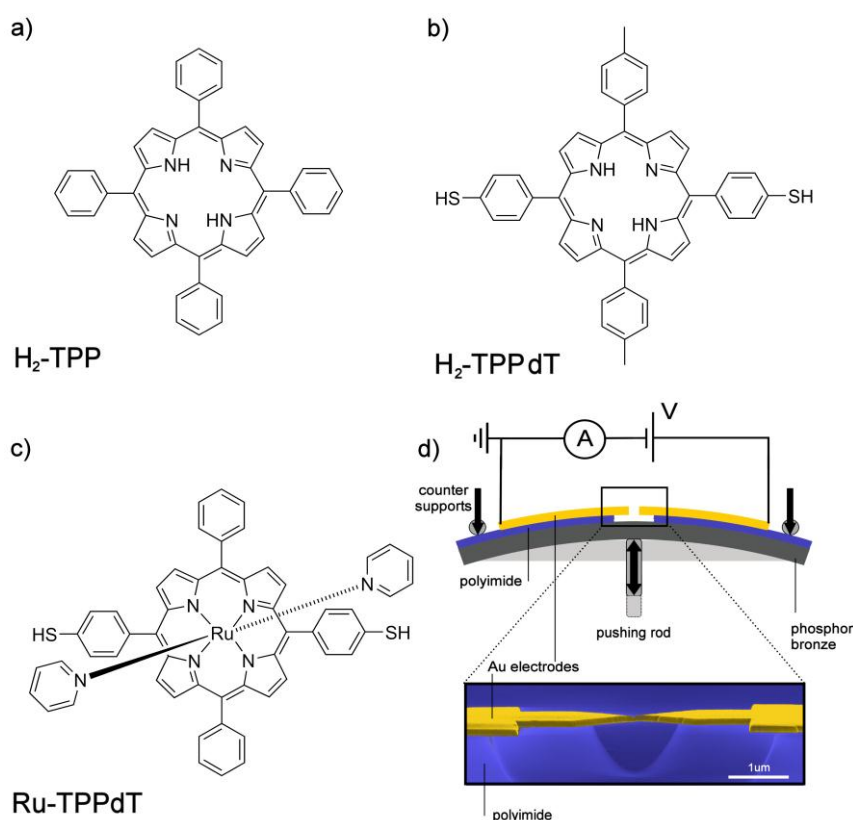 a)
NH
N
N
HN
H₂-TPP
b)
NH
N
HS
SH
N
HN
H₂-TPPdT
c)
N
HS
N
N
Ru
SH
N
N
N
Ru-TPPdT
d)
V
A
counter
supports
polyimide
pushing rod
phosphor
bronze
Au electrodes
1um
polyimide